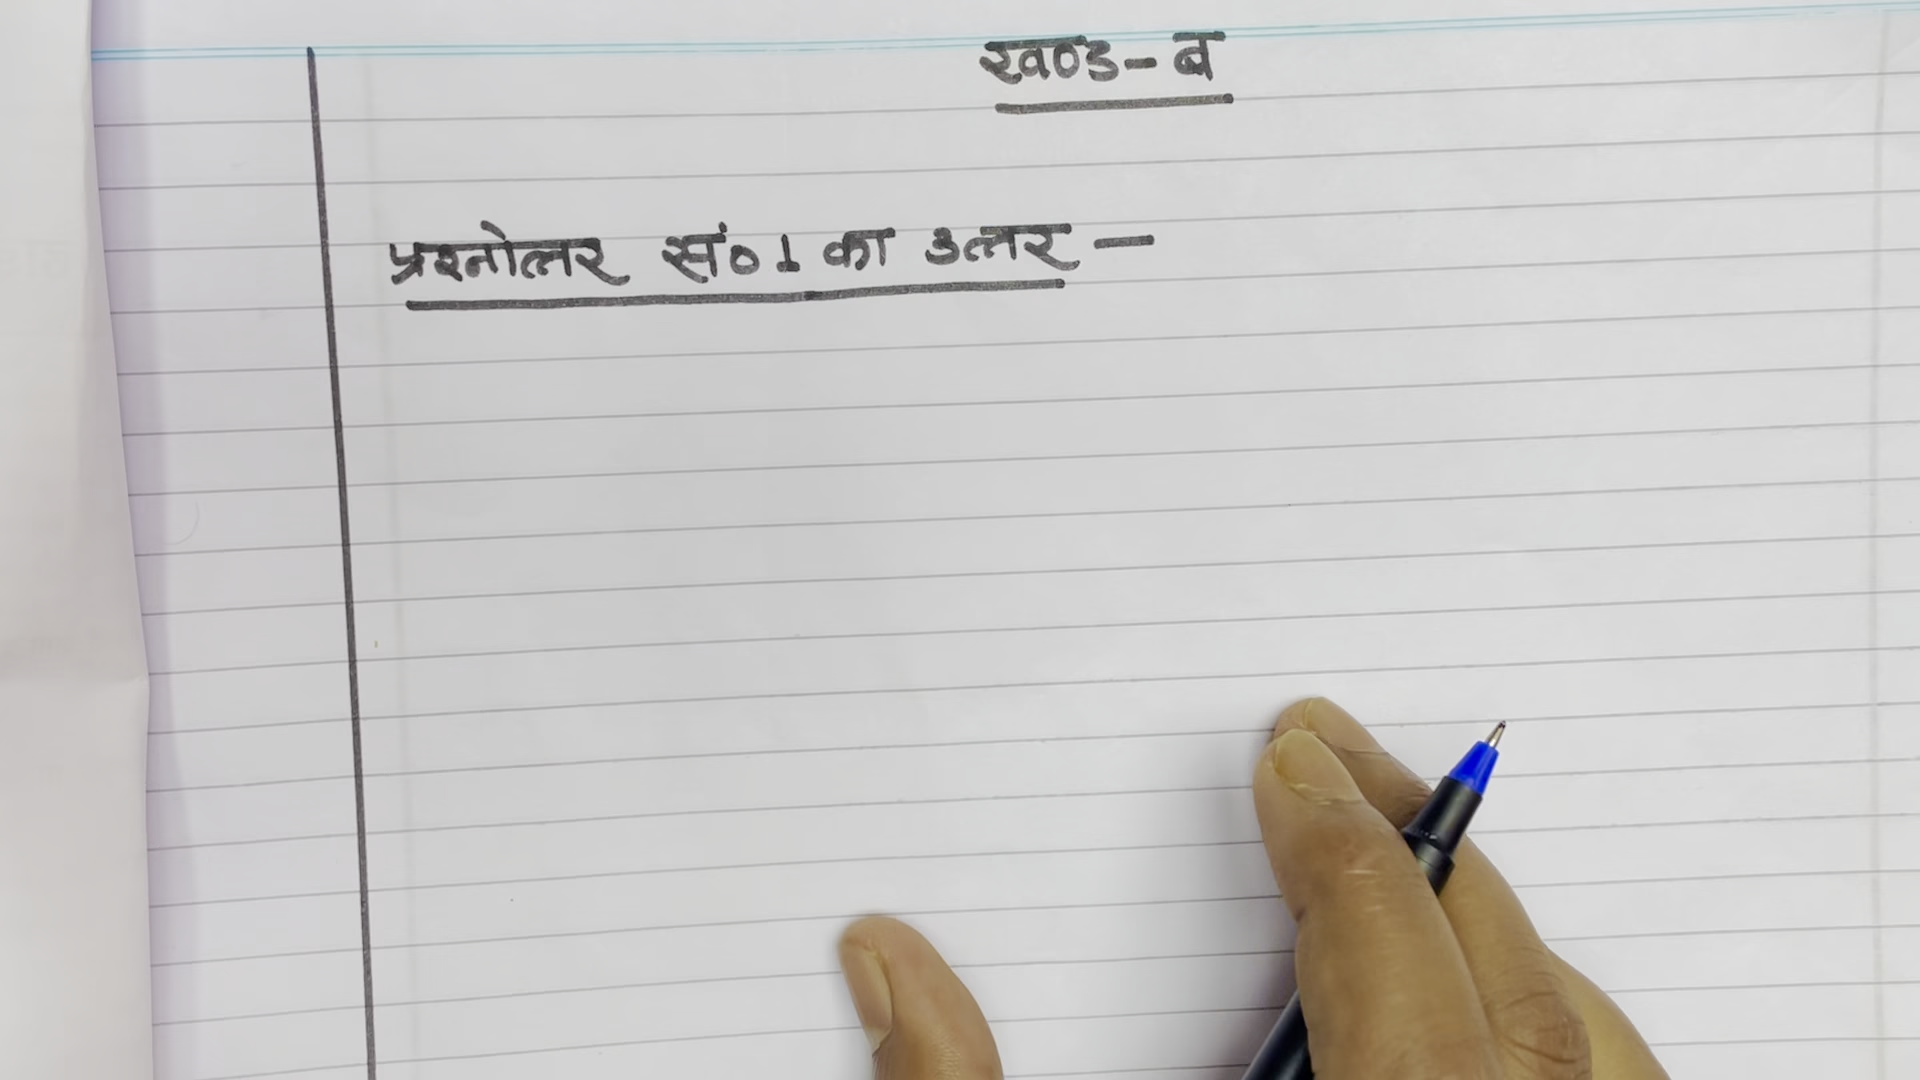 खण्ड - ब
प्रश्नोत्तर सं० 1 का उत्तर —